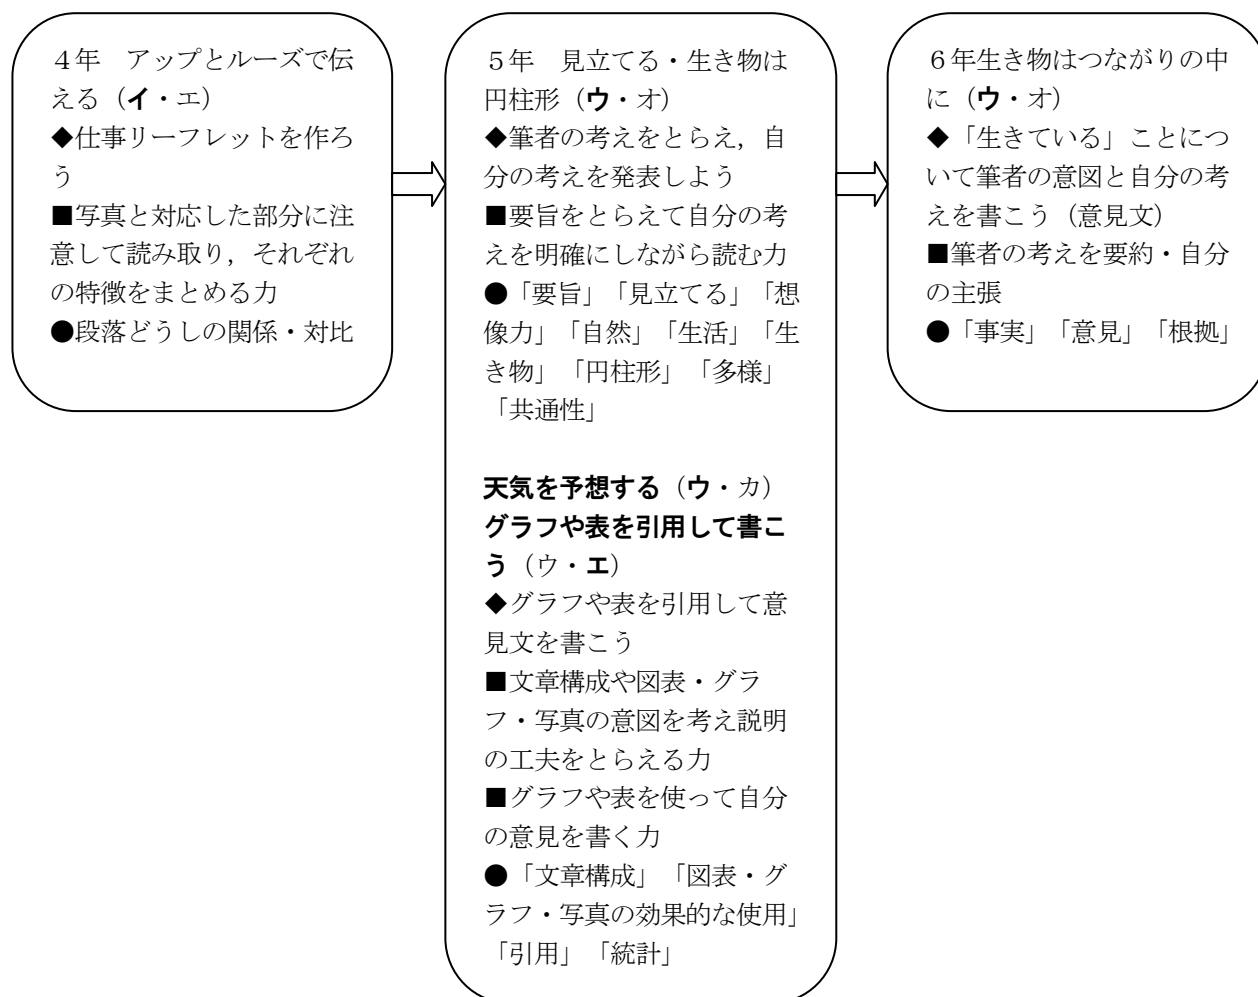 ４年　アップとルーズで伝
える（イ・エ）
◆仕事リーフレットを作ろ
う
■写真と対応した部分に注
意して読み取り，それぞれ
の特徴をまとめる力
●段落どうしの関係・対比
５年　見立てる・生き物は
円柱形（ウ・オ）
◆筆者の考えをとらえ，自
分の考えを発表しよう
■要旨をとらえて自分の考
えを明確にしながら読む力
●「要旨」「見立てる」「想
像力」「自然」「生活」「生
き物」「円柱形」「多様」
「共通性」
天気を予想する（ウ・カ）
グラフや表を引用して書こ
う（ウ・エ）
◆グラフや表を引用して意
見文を書こう
■文章構成や図表・グラ
フ・写真の意図を考え説明
の工夫をとらえる力
■グラフや表を使って自分
の意見を書く力
●「文章構成」「図表・グ
ラフ・写真の効果的な使用」
「引用」「統計」
６年生き物はつながりの中
に（ウ・オ）
◆「生きている」ことにつ
いて筆者の意図と自分の考
えを書こう（意見文）
■筆者の考えを要約・自分
の主張
●「事実」「意見」「根拠」